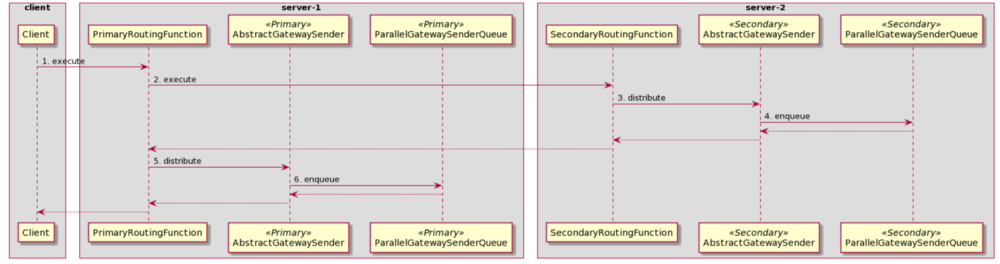 client
server-1
server-2
Client
PrimaryRoutingFunction
«Primary»
AbstractGatewaySender
«Primary»
ParallelGatewaySenderQueue
SecondaryRoutingFunction
«Secondary»
AbstractGatewaySender
«Secondary»
ParallelGatewaySenderQueue
1. execute
2. execute
3. distribute
4. enqueue
5. distribute
6. enqueue
Client
PrimaryRoutingFunction
«Primary»
AbstractGatewaySender
«Primary»
ParallelGatewaySenderQueue
SecondaryRoutingFunction
«Secondary»
AbstractGatewaySender
«Secondary»
ParallelGatewaySenderQueue